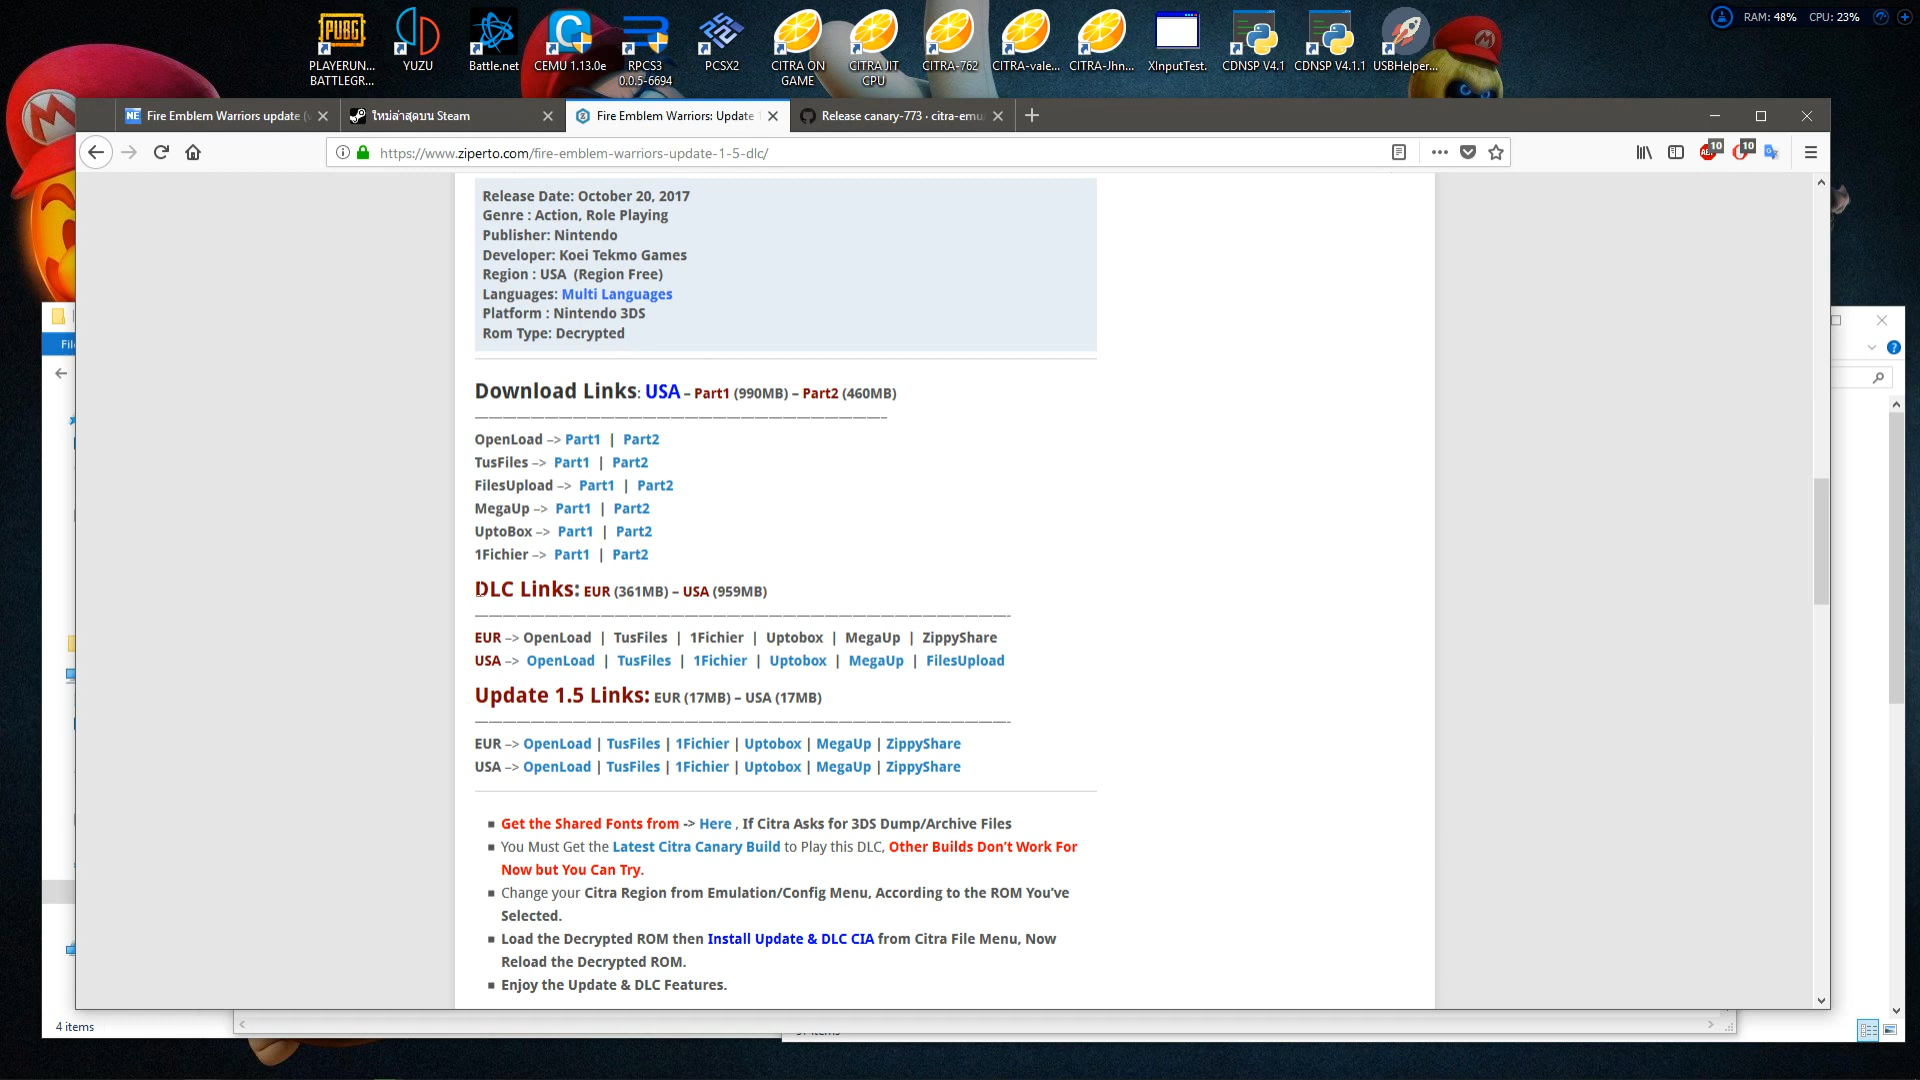 PLAYERUN... BATTLEGR...
YUZU
Battle.net
CEMU 1.13.0e
RPCS3 0.0.5-6694
PCSX2
CITRA ON GAME
CITRA JIT CPU
CITRA-762
CITRA-vale...
CITRA-Jhn...
XInputTest.
CDNSP V4.1
CDNSP V4.1.1
USBHelper...
RAM: 48% CPU: 23%
Fire Emblem Warriors update (
ใหม่ล่าสุดบน Steam
Fire Emblem Warriors: Update 1
Release canary-773 · citra-emu
https://www.ziperto.com/fire-emblem-warriors-update-1-5-dlc/
10
10
Release Date: October 20, 2017
Genre : Action, Role Playing
Publisher: Nintendo
Developer: Koei Tekmo Games
Region : USA (Region Free)
Languages: Multi Languages
Platform : Nintendo 3DS
Rom Type: Decrypted
Download Links: USA – Part1 (990MB) – Part2 (460MB)
OpenLoad –> Part1 | Part2
TusFiles –> Part1 | Part2
FilesUpload –> Part1 | Part2
MegaUp –> Part1 | Part2
UptoBox –> Part1 | Part2
1Fichier –> Part1 | Part2
DLC Links: EUR (361MB) – USA (959MB)
EUR –> OpenLoad | TusFiles | 1Fichier | Uptobox | MegaUp | ZippyShare
USA –> OpenLoad | TusFiles | 1Fichier | Uptobox | MegaUp | FilesUpload
Update 1.5 Links: EUR (17MB) – USA (17MB)
EUR –> OpenLoad | TusFiles | 1Fichier | Uptobox | MegaUp | ZippyShare
USA –> OpenLoad | TusFiles | 1Fichier | Uptobox | MegaUp | ZippyShare
Get the Shared Fonts from -> Here , If Citra Asks for 3DS Dump/Archive Files
You Must Get the Latest Citra Canary Build to Play this DLC, Other Builds Don’t Work For
Now but You Can Try.
Change your Citra Region from Emulation/Config Menu, According to the ROM You’ve
Selected.
Load the Decrypted ROM then Install Update & DLC CIA from Citra File Menu, Now
Reload the Decrypted ROM.
Enjoy the Update & DLC Features.
4 items